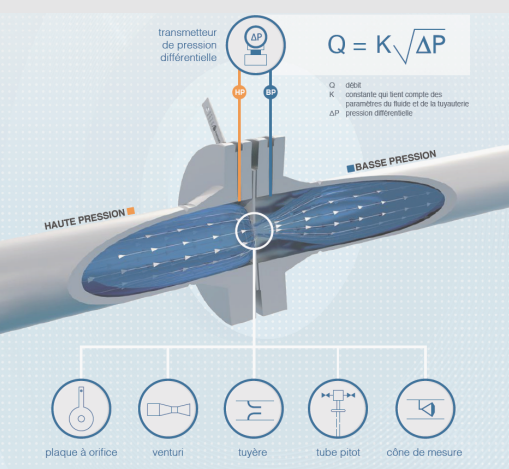 transmetteur
de pression
différentielle
ΔP
Q = K√ΔP
Q débit
K constante qui tient compte des
paramètres du fluide et de la tuyauterie
ΔP pression différentielle
HP
BP
BASSE PRESSION
HAUTE PRESSION
plaque à orifice
venturi
tuyère
tube pitot
cône de mesure